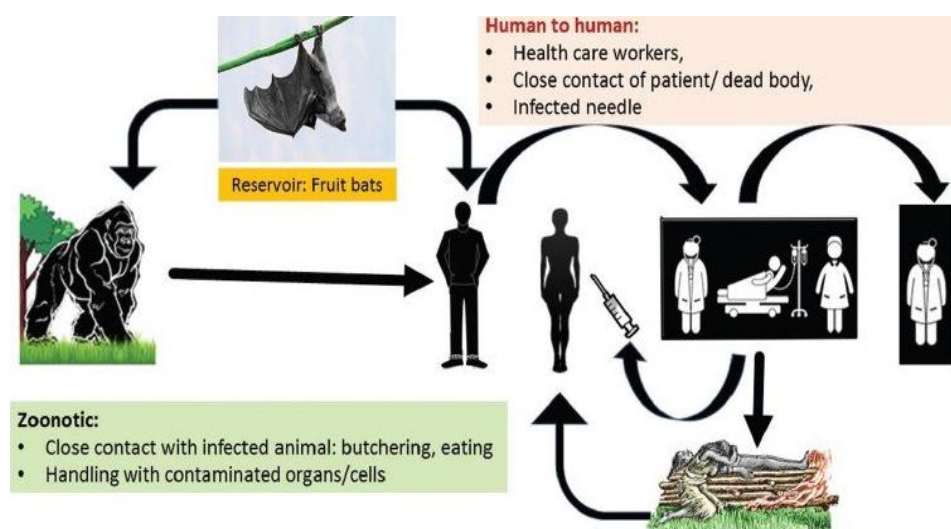 Human to human:
• Health care workers,
• Close contact of patient/ dead body,
• Infected needle
Reservoir: Fruit bats
Zoonotic:
• Close contact with infected animal: butchering, eating
• Handling with contaminated organs/cells